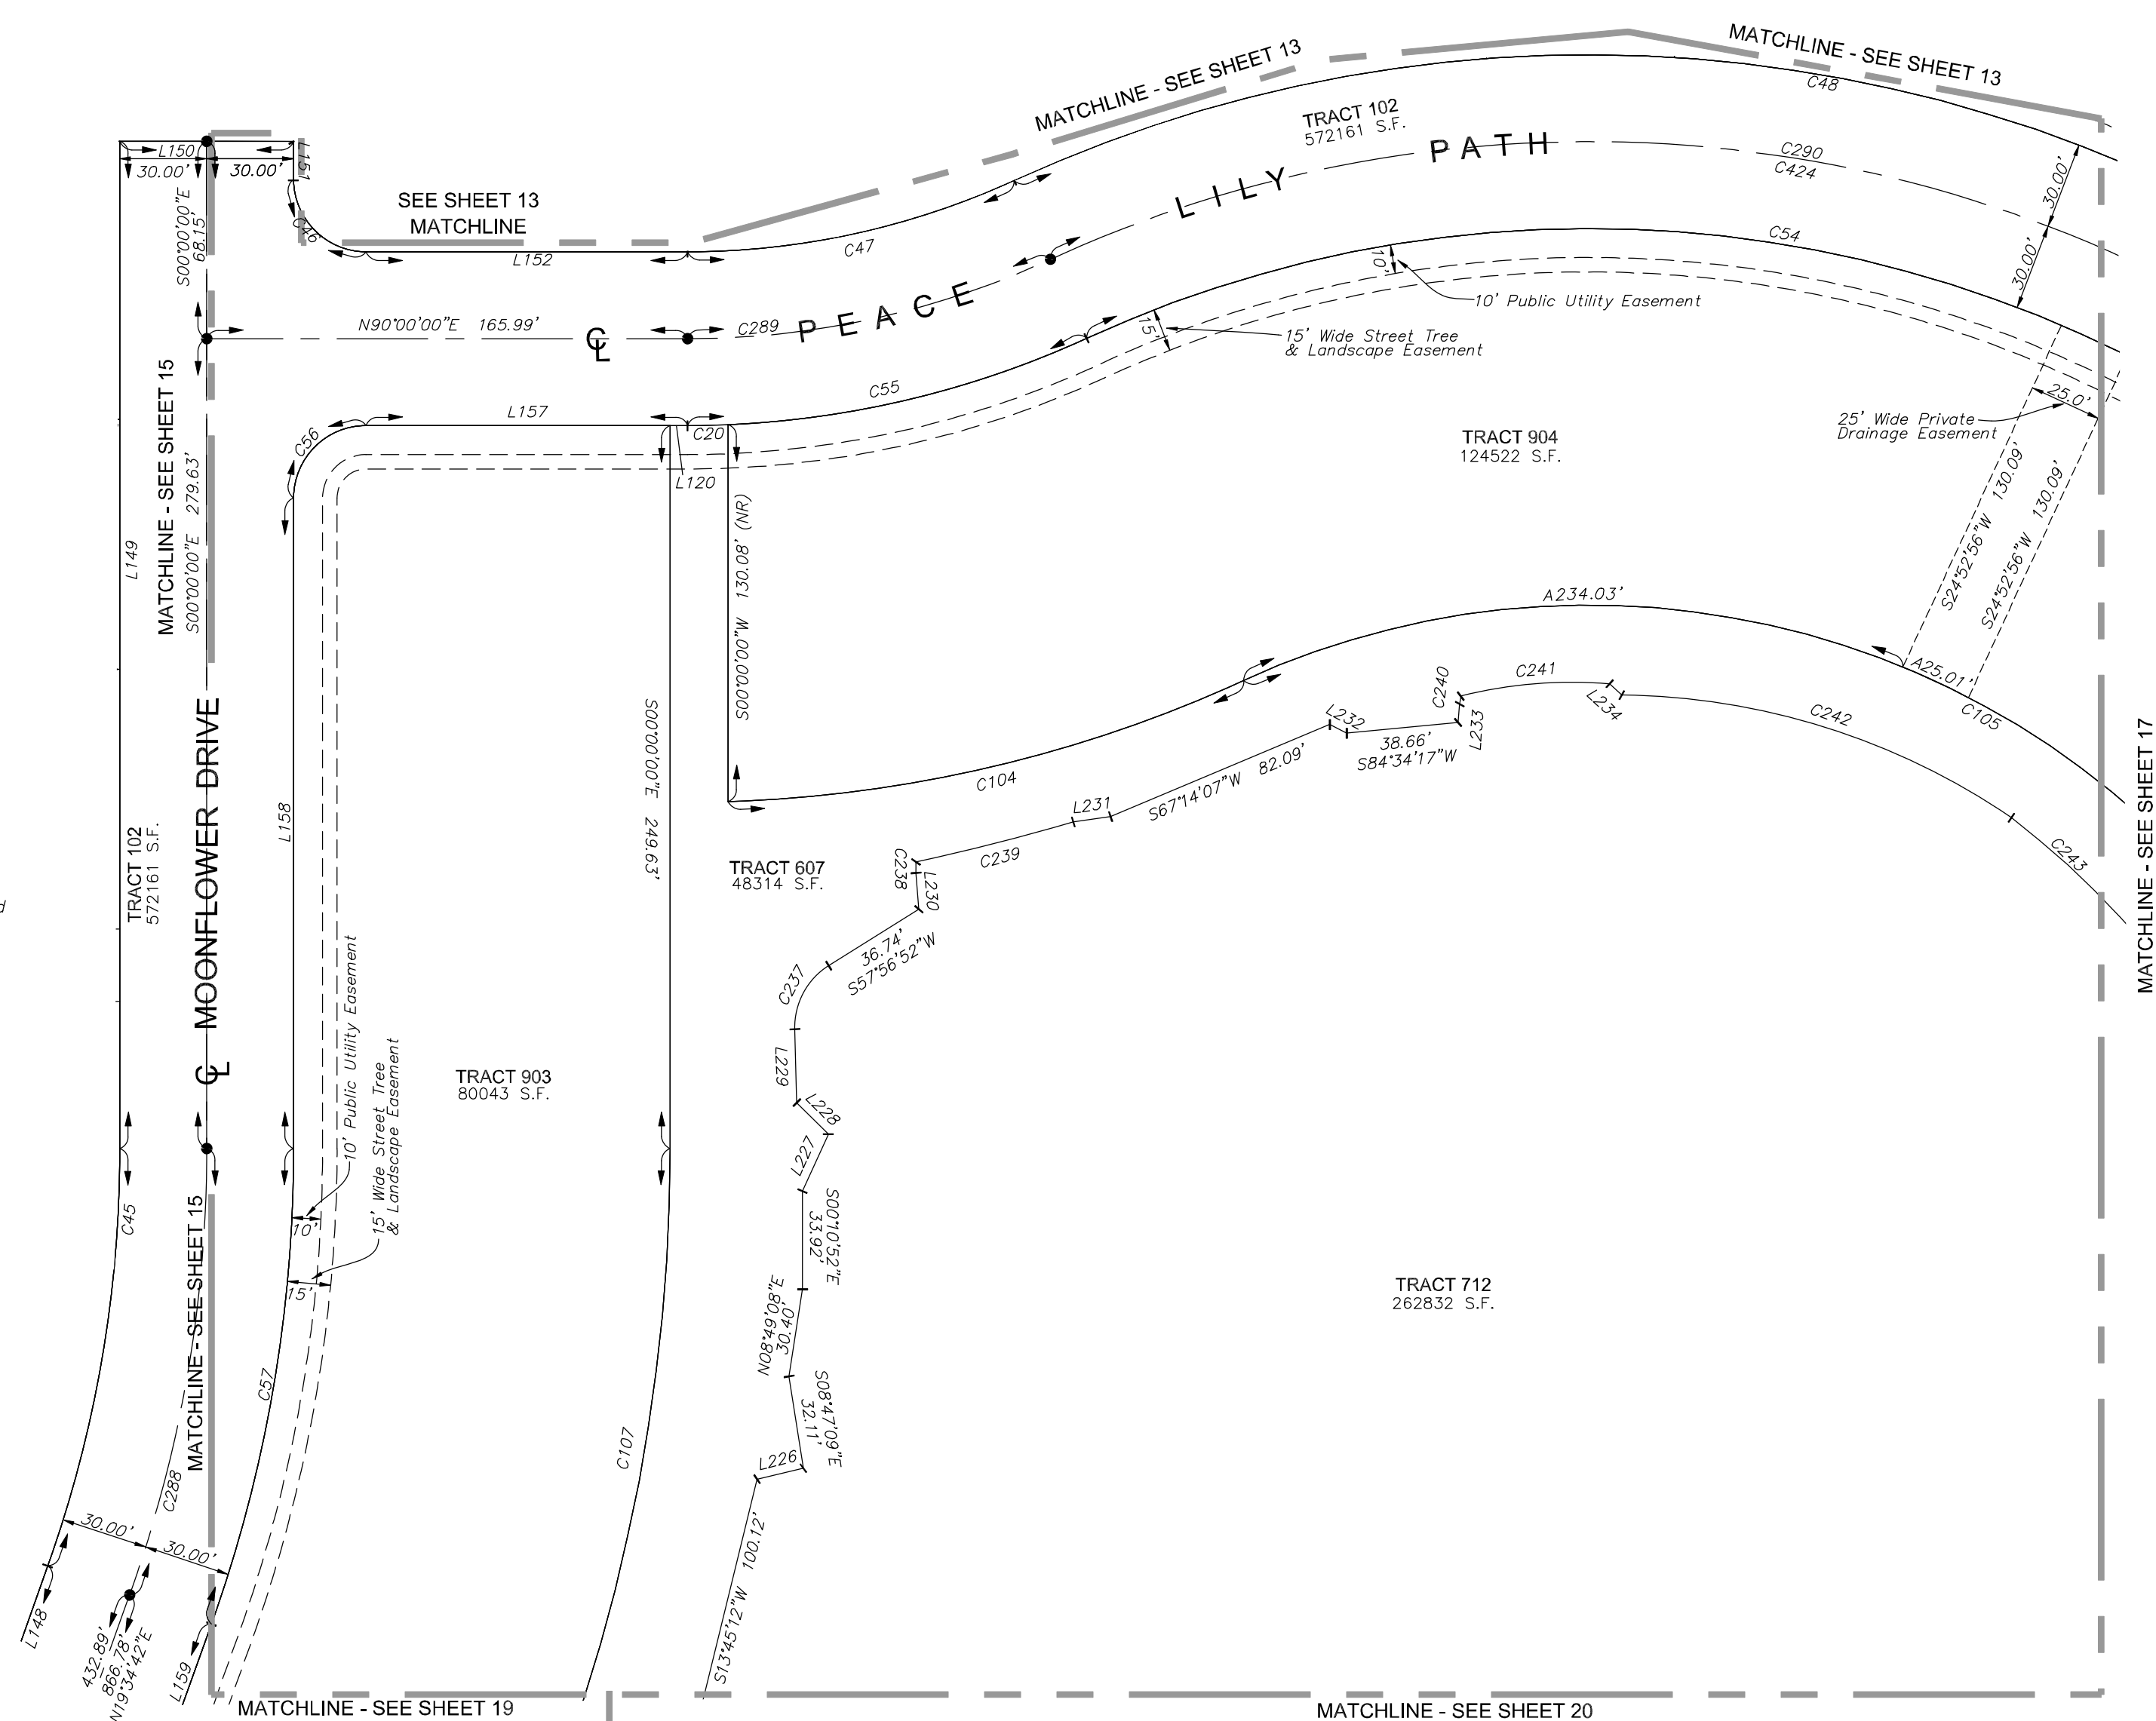 MATCHLINE - SEE SHEET 13
MATCHLINE - SEE SHEET 13
C48
TRACT 102
572161 S.F.
PEACE LILY PATH
C290
C424
30.00'
30.00'
L150
30.00'
30.00'
L151
S00°00'00"E
68.15'
C46
SEE SHEET 13
MATCHLINE
L152
C47
C54
10'
10' Public Utility Easement
15'
15' Wide Street Tree
& Landscape Easement
N90°00'00"E 165.99'
CL
C289
C55
L157
C20
C56
L120
25.0'
25' Wide Private
Drainage Easement
S24°52'56"W 130.09'
S24°52'56"W 130.09'
TRACT 904
124522 S.F.
MATCHLINE - SEE SHEET 15
S00°00'00"E 279.63'
L149
S00°00'00"W 130.08' (NR)
A234.03'
A25.01'
C105
C240
C241
L234
C242
L233
L232
38.66'
S84°34'17"W
S67°14'07"W 82.09'
C104
L231
C239
C243
MATCHLINE - SEE SHEET 17
S00°00'00"E 249.63'
L158
MOONFLOWER DRIVE
CL
TRACT 102
572161 S.F.
d
TRACT 607
48314 S.F.
C238
L230
36.74'
S57°56'52"W
C237
L229
L228
L227
10' Public Utility Easement
15' Wide Street Tree
& Landscape Easement
TRACT 903
80043 S.F.
S00°10'52"E
33.92'
N08°49'08"E
30.40'
S08°47'09"E
32.11'
L226
S13°45'12"W 100.12'
TRACT 712
262832 S.F.
C45
MATCHLINE - SEE SHEET 15
10'
15'
C57
C107
C288
30.00'
30.00'
L148
432.89'
866.78'
N19°34'42"E
L159
MATCHLINE - SEE SHEET 19
MATCHLINE - SEE SHEET 20